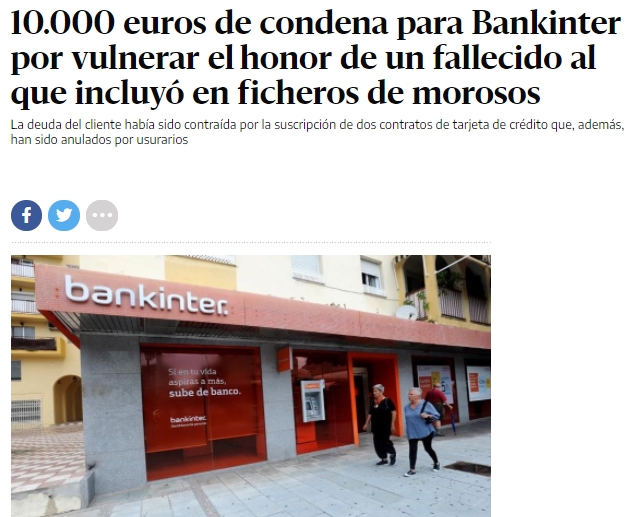 10.000 euros de condena para Bankinter
por vulnerar el honor de un fallecido al
que incluyó en ficheros de morosos
La deuda del cliente había sido contraída por la suscripción de dos contratos de tarjeta de crédito que, además,
han sido anulados por usurarios
bankinter.
Si en tu vida
aspiras a más,
sube de banco.
bankinter.